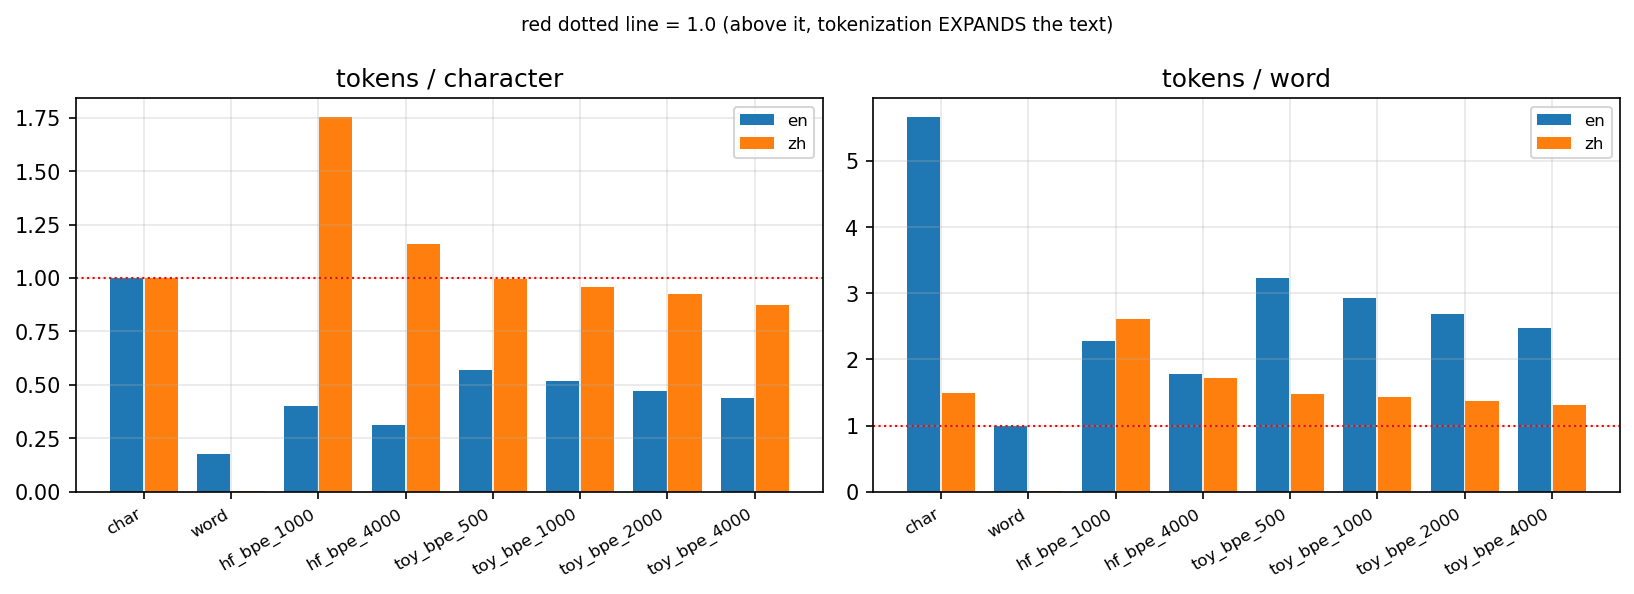 red dotted line = 1.0 (above it, tokenization EXPANDS the text)
tokens / character
1.75
1.50
1.25
1.00
0.75
0.50
0.25
0.00
en
zh
char
word
hf_bpe_1000
hf_bpe_4000
toy_bpe_500
toy_bpe_1000
toy_bpe_2000
toy_bpe_4000
tokens / word
5
4
3
2
1
0
en
zh
char
word
hf_bpe_1000
hf_bpe_4000
toy_bpe_500
toy_bpe_1000
toy_bpe_2000
toy_bpe_4000